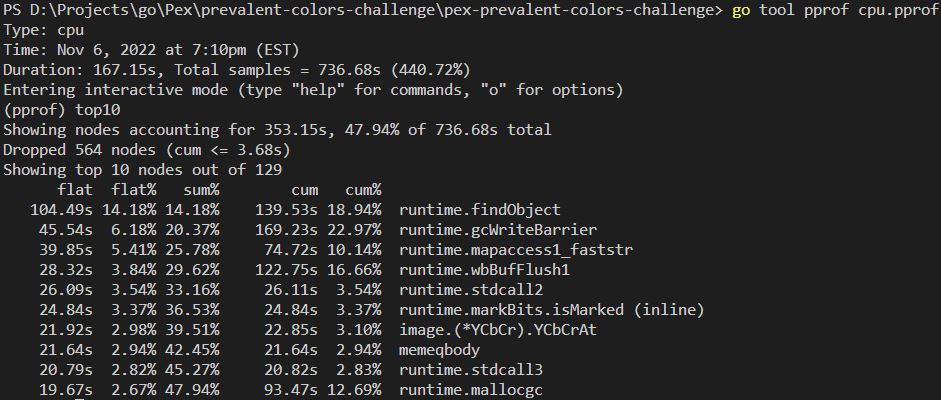 PS D:\Projects\go\Pex\prevalent-colors-challenge\pex-prevalent-colors-challenge> go tool pprof cpu.pprof
Type: cpu
Time: Nov 6, 2022 at 7:10pm (EST)
Duration: 167.15s, Total samples = 736.68s (440.72%)
Entering interactive mode (type "help" for commands, "o" for options)
(pprof) top10
Showing nodes accounting for 353.15s, 47.94% of 736.68s total
Dropped 564 nodes (cum <= 3.68s)
Showing top 10 nodes out of 129
      flat  flat%   sum%        cum   cum%
   104.49s 14.18% 14.18%    139.53s 18.94%  runtime.findObject
    45.54s  6.18% 20.37%    169.23s 22.97%  runtime.gcWriteBarrier
    39.85s  5.41% 25.78%     74.72s 10.14%  runtime.mapaccess1_faststr
    28.32s  3.84% 29.62%    122.75s 16.66%  runtime.wbBufFlush1
    26.09s  3.54% 33.16%     26.11s  3.54%  runtime.stdcall2
    24.84s  3.37% 36.53%     24.84s  3.37%  runtime.markBits.isMarked (inline)
    21.92s  2.98% 39.51%     22.85s  3.10%  image.(*YCbCr).YCbCrAt
    21.64s  2.94% 42.45%     21.64s  2.94%  memeqbody
    20.79s  2.82% 45.27%     20.82s  2.83%  runtime.stdcall3
    19.67s  2.67% 47.94%     93.47s 12.69%  runtime.mallocgc